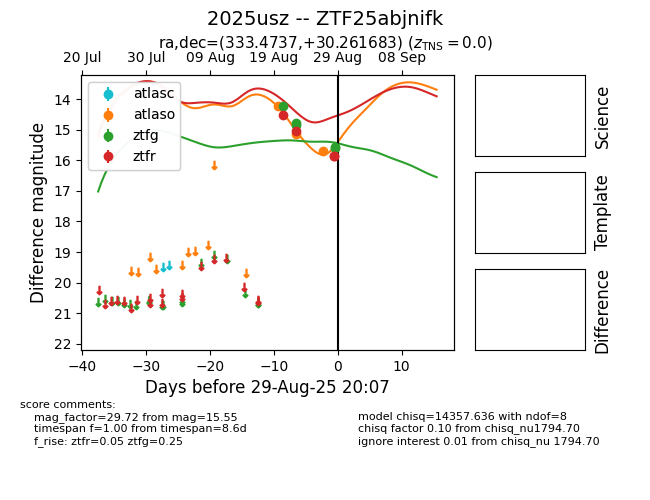 2025usz -- ZTF25abjnifk
ra,dec=(333.4737,+30.261683) (z_TNS = 0.0)
20 Jul 30 Jul 09 Aug 19 Aug 29 Aug 08 Sep
atlasc
atlaso
ztfg
ztfr
14
15
16
17
18
19
20
21
22
Difference magnitude
−40 −30 −20 −10 0 10
Days before 29-Aug-25 20:07
Science
Template
Difference
score comments:
mag_factor=29.72 from mag=15.55
timespan f=1.00 from timespan=8.6d
f_rise: ztfr=0.05 ztfg=0.25
model chisq=14357.636 with ndof=8
chisq factor 0.10 from chisq_nu1794.70
ignore interest 0.01 from chisq_nu 1794.70